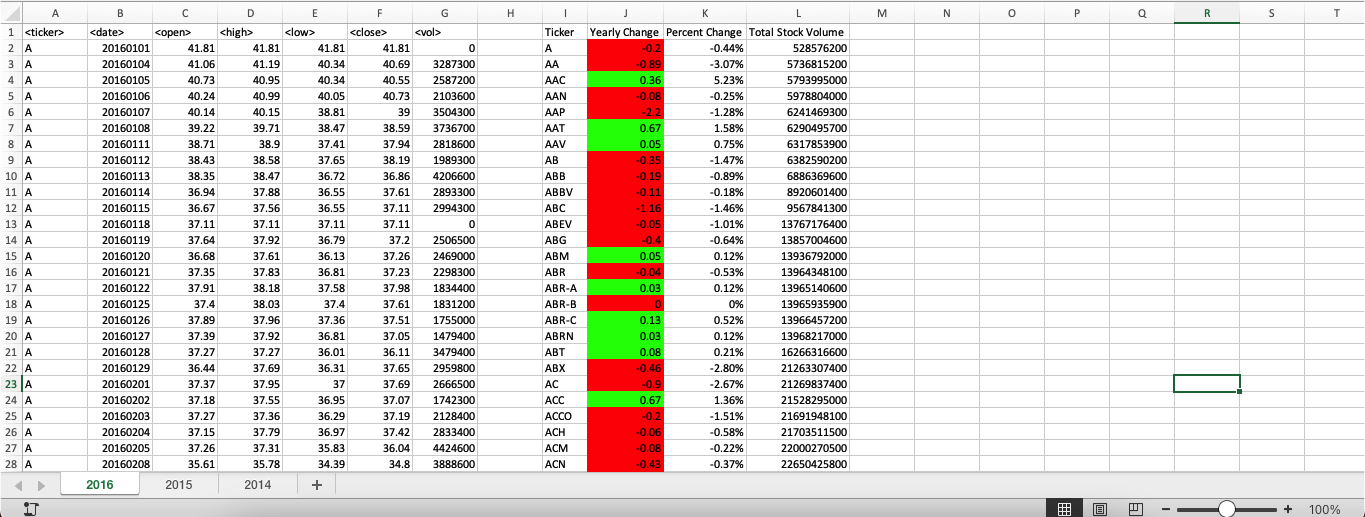 A B C D E F G H I J K L M N O P Q R S T
1 <ticker> <date> <open> <high> <low> <close> <vol> Ticker Yearly Change Percent Change Total Stock Volume
2 A 20160101 41.81 41.81 41.81 41.81 0 A -0.2 -0.44% 528576200
3 A 20160104 41.06 41.19 40.34 40.69 3287300 AA -0.89 -3.07% 5736815200
4 A 20160105 40.73 40.95 40.34 40.55 2587200 AAC 0.36 5.23% 5793995000
5 A 20160106 40.24 40.99 40.05 40.73 2103600 AAN -0.08 -0.25% 5978804000
6 A 20160107 40.14 40.15 38.81 39 3504300 AAP -2.2 -1.28% 6241469300
7 A 20160108 39.22 39.71 38.47 38.59 3736700 AAT 0.67 1.58% 6290495700
8 A 20160111 38.71 38.9 37.41 37.94 2818600 AAV 0.05 0.75% 6317853900
9 A 20160112 38.43 38.58 37.65 38.19 1989300 AB -0.35 -1.47% 6382590200
10 A 20160113 38.35 38.47 36.72 36.86 4206600 ABB -0.19 -0.89% 6886369600
11 A 20160114 36.94 37.88 36.55 37.61 2893300 ABBV -0.11 -0.18% 8920601400
12 A 20160115 36.67 37.56 36.55 37.11 2994300 ABC -1.16 -1.46% 9567841300
13 A 20160118 37.11 37.11 37.11 37.11 0 ABEV -0.05 -1.01% 13767176400
14 A 20160119 37.64 37.92 36.79 37.2 2506500 ABG -0.4 -0.64% 13857004600
15 A 20160120 36.68 37.61 36.13 37.26 2469000 ABM 0.05 0.12% 13936792000
16 A 20160121 37.35 37.83 36.81 37.23 2298300 ABR -0.04 -0.53% 13964348100
17 A 20160122 37.91 38.18 37.58 37.98 1834400 ABR-A 0.03 0.12% 13965140600
18 A 20160125 37.4 38.03 37.4 37.61 1831200 ABR-B 0 0% 13965935900
19 A 20160126 37.89 37.96 37.36 37.51 1755000 ABR-C 0.13 0.52% 13966457200
20 A 20160127 37.39 37.92 36.81 37.05 1479400 ABRN 0.03 0.12% 13968217000
21 A 20160128 37.27 37.27 36.01 36.11 3479400 ABT 0.08 0.21% 16266316600
22 A 20160129 36.44 37.69 36.31 37.65 2959800 ABX -0.46 -2.80% 21263307400
23 A 20160201 37.37 37.95 37 37.69 2666500 AC -0.9 -2.67% 21269837400
24 A 20160202 37.18 37.55 36.95 37.07 1742300 ACC 0.67 1.36% 21528295000
25 A 20160203 37.27 37.36 36.29 37.19 2128400 ACCO -0.2 -1.51% 21691948100
26 A 20160204 37.15 37.79 36.97 37.42 2833400 ACH -0.06 -0.58% 21703511500
27 A 20160205 37.26 37.31 35.83 36.04 4424600 ACM -0.08 -0.22% 22000270500
28 A 20160208 35.61 35.78 34.39 34.8 3888600 ACN -0.43 -0.37% 22650425800
2016 2015 2014 +
100%